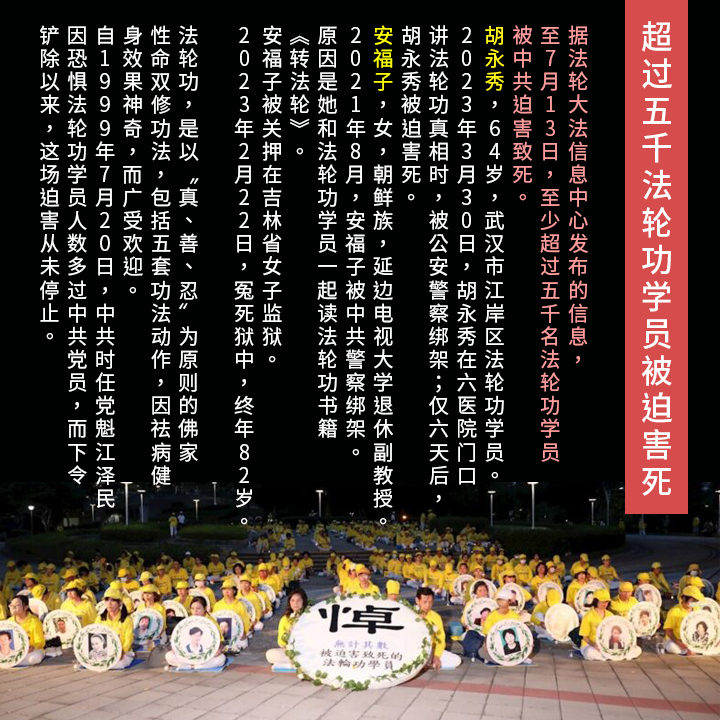 超过五千法轮功学员被迫害死
据法轮大法信息中心发布的信息，
至7月13日，至少超过五千名法轮功学员
被中共迫害致死。
胡永秀，64岁，武汉市江岸区法轮功学员。
2023年3月30日，胡永秀在六医院门口
讲法轮功真相时，被公安警察绑架；仅六天后，
胡永秀被迫害死。
安福子，女，朝鲜族，延边电视大学退休副教授。
2021年8月，安福子被中共警察绑架。
原因是她和法轮功学员一起读法轮功书籍
《转法轮》。
安福子被关押在吉林省女子监狱。
2023年2月22日，冤死狱中，终年82岁。
法轮功，是以〝真、善、忍〞为原则的佛家
性命双修功法，包括五套功法动作，因祛病健
身效果神奇，而广受欢迎。
自1999年7月20日，中共时任党魁江泽民
因恐惧法轮功学员人数多过中共党员，而下令
铲除以来，这场迫害从未停止。
悼
無計其數
被迫害致死的
法輪功學員